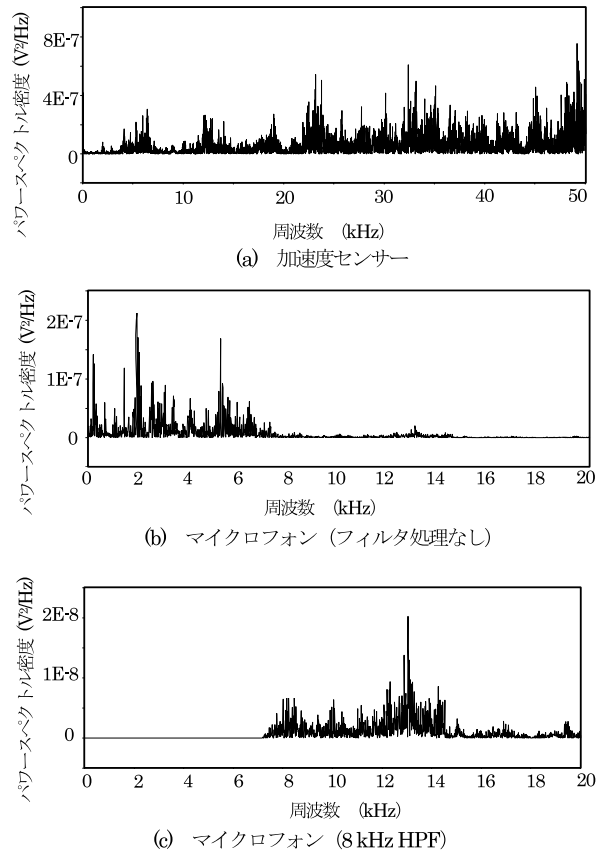 パワースペクトル密度 (V²/Hz)
8E-7
4E-7
0
0 10 20 30 40 50
周波数 (kHz)
(a) 加速度センサー
パワースペクトル密度 (V²/Hz)
2E-7
1E-7
0
0 2 4 6 8 10 12 14 16 18 20
周波数 (kHz)
(b) マイクロフォン (フィルタ処理なし)
パワースペクトル密度 (V²/Hz)
2E-8
1E-8
0
0 2 4 6 8 10 12 14 16 18 20
周波数 (kHz)
(c) マイクロフォン (8 kHz HPF)